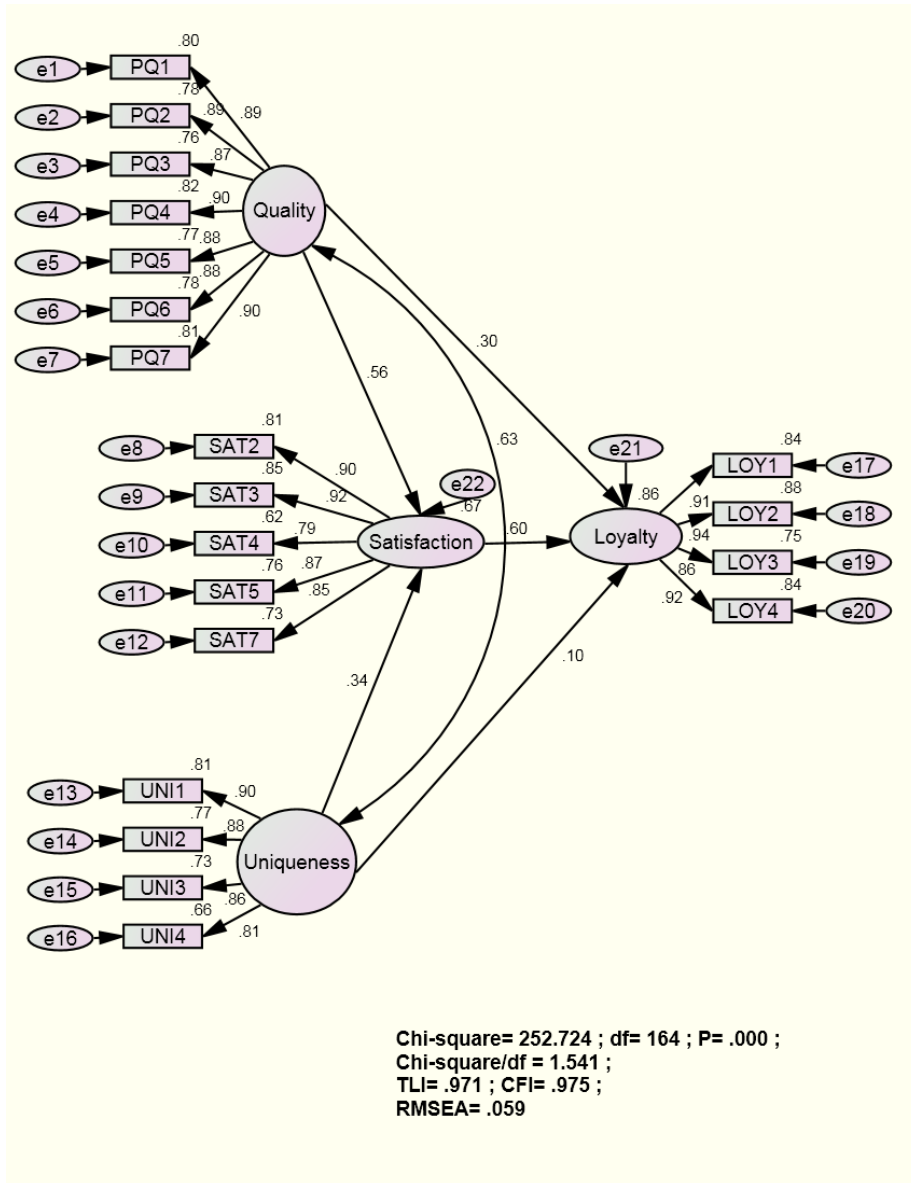 .80
e1 PQ1
.78 .89 .89
e2 PQ2
.76
e3 PQ3 .87
.82
e4 PQ4 .90 Quality
.77 .88
e5 PQ5
.78 .88
e6 PQ6 .90
.81
e7 PQ7
.30
.56
.81
e8 SAT2 .63
.85 .90
e9 SAT3 .92 e22
.62 .67
e10 SAT4 .79 Satisfaction .60
.76 .87
e11 SAT5 .85
.73
e12 SAT7
e21 .84
LOY1 e17
.86 .91 .88
LOY2 e18
Loyalty .94 .75
LOY3 e19
.86 .84
.92 LOY4 e20
.10
.34
.81
e13 UNI1 .90
.77
e14 UNI2 .88
.73 Uniqueness
e15 UNI3 .86
.66
e16 UNI4 .81
Chi-square= 252.724 ; df= 164 ; P= .000 ;
Chi-square/df = 1.541 ;
TLI= .971 ; CFI= .975 ;
RMSEA= .059